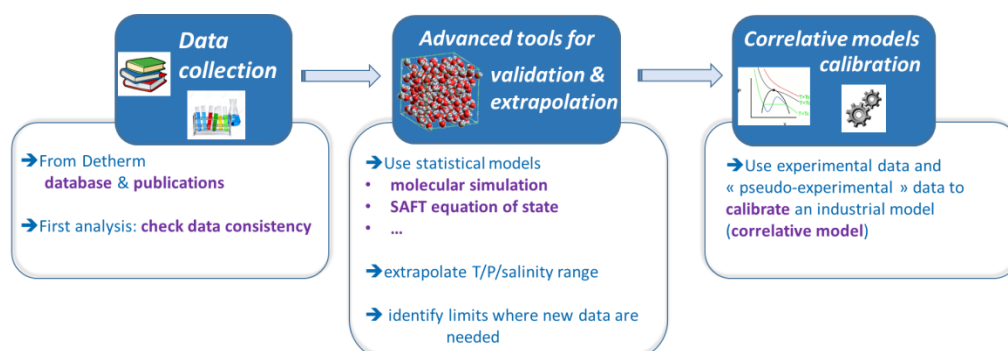 Data
collection
➔From Detherm
database & publications
➔First analysis: check data consistency
Advanced tools for
validation &
extrapolation
➔Use statistical models
• molecular simulation
• SAFT equation of state
• ...
➔extrapolate T/P/salinity range
➔ identify limits where new data are
needed
Correlative models
calibration
➔Use experimental data and
« pseudo-experimental » data to
calibrate an industrial model
(correlative model)